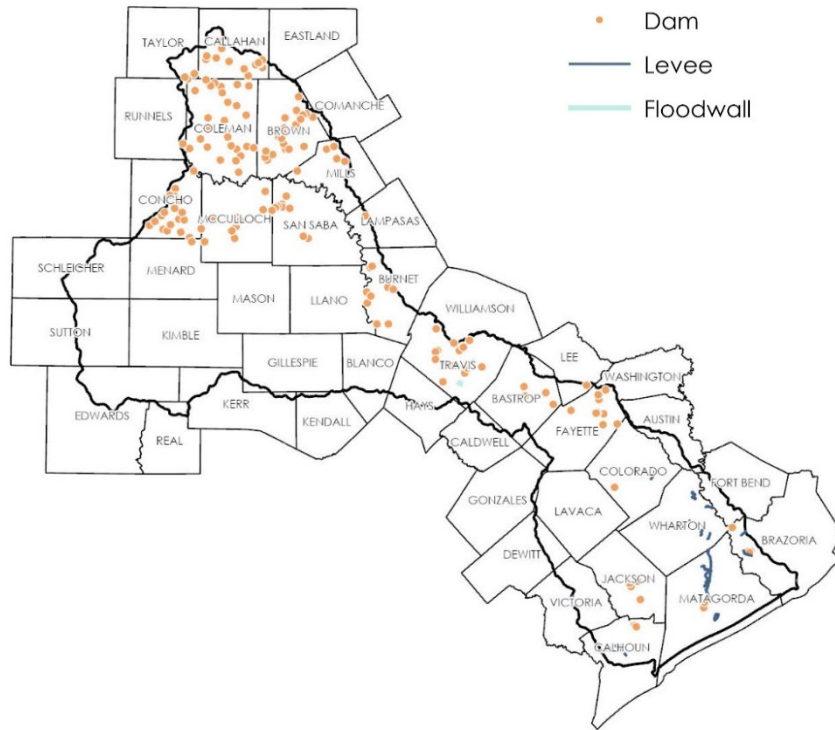 Dam
Levee
Floodwall
TAYLOR
CALLAHAN
EASTLAND
RUNNELS
COLEMAN
BROWN
COMANCHE
MILLS
CONCHO
MCCULLOCH
SAN SABA
LAMPASAS
SCHLEICHER
MENARD
BURNET
MASON
LLANO
WILLIAMSON
SUTTON
KIMBLE
GILLESPIE
BLANCO
TRAVIS
LEE
WASHINGTON
EDWARDS
REAL
KERR
KENDALL
HAYS
BASTROP
FAYETTE
AUSTIN
CALDWELL
GONZALES
LAVACA
COLORADO
FORT BEND
WHARTON
BRAZORIA
DEWITT
JACKSON
VICTORIA
MATAGORDA
CALHOUN